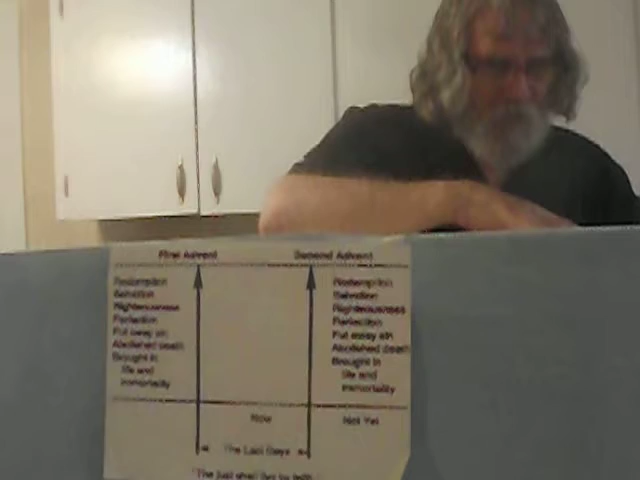 First Advent Second Advent
Redemption Redemption
Salvation Salvation
Righteousness Righteousness
Perfection Perfection
Put away sin Put away sin
Abolished death Abolished death
Brought in Brought in
life and life and
immortality immortality
Now Not Yet
The Last Days
"The just shall live by faith